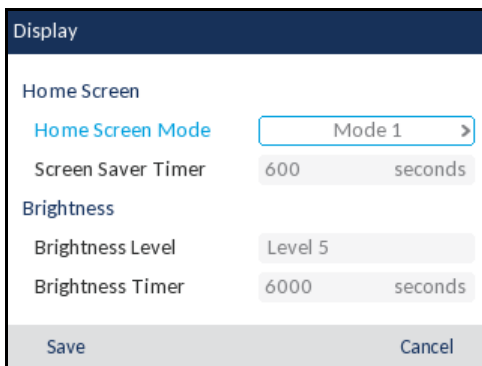 Display
Home Screen
Home Screen Mode Mode 1 >
Screen Saver Timer 600 seconds
Brightness
Brightness Level Level 5
Brightness Timer 6000 seconds
Save Cancel